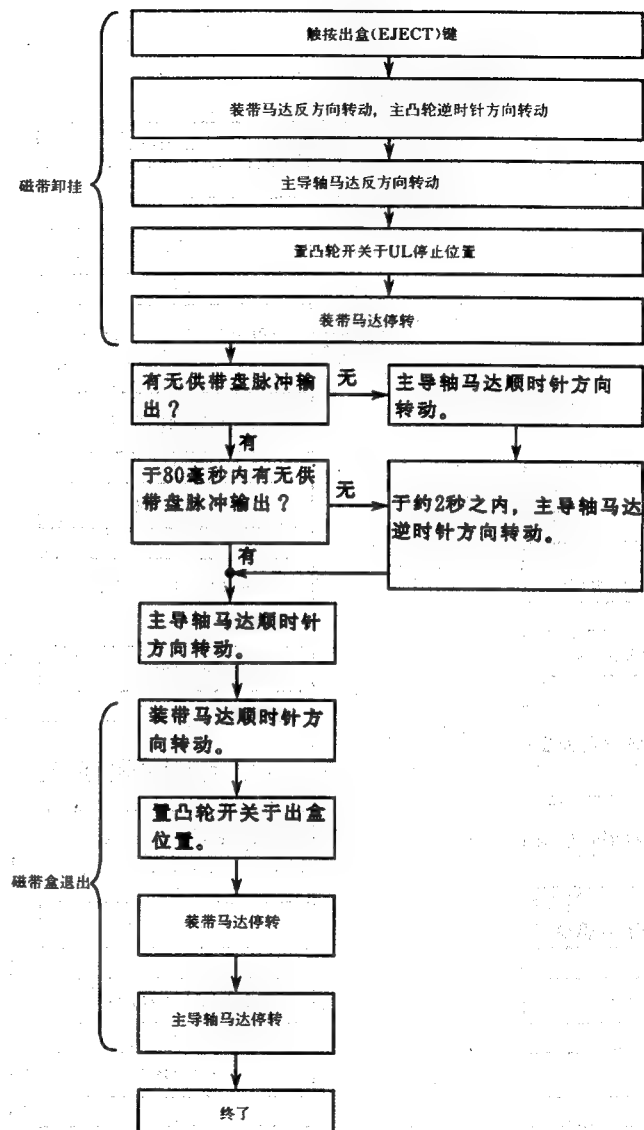 触按出盒(EJECT)键
装带马达反方向转动，主凸轮逆时针方向转动
磁带卸挂
主导轴马达反方向转动
置凸轮开关于UL停止位置
装带马达停转
有无供带盘脉冲输
出？
无
主导轴马达顺时针方向
转动。
有
于80毫秒内有无供
带盘脉冲输出？
无
于约2秒之内，主导轴马达
逆时针方向转动。
有
主导轴马达顺时针
方向转动。
装带马达顺时针方
向转动。
置凸轮开关于出盒
位置。
磁带盒退出
装带马达停转
主导轴马达停转
终了